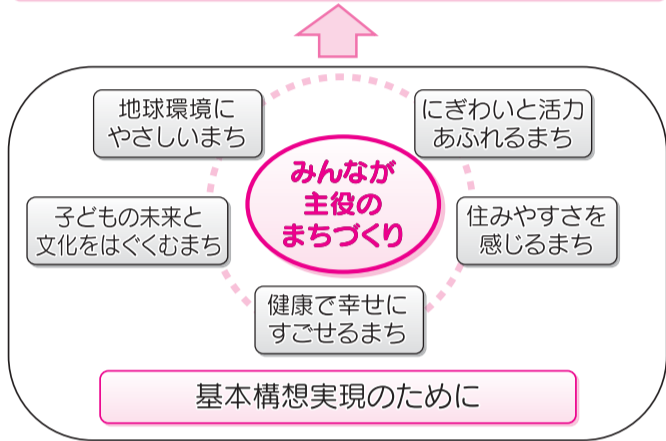 地球環境に
やさしいまち
にぎわいと活力
あふれるまち
みんなが
主役の
まちづくり
子どもの未来と
文化をはぐくむまち
住みやすさを
感じるまち
健康で幸せに
すごせるまち
基本構想実現のために